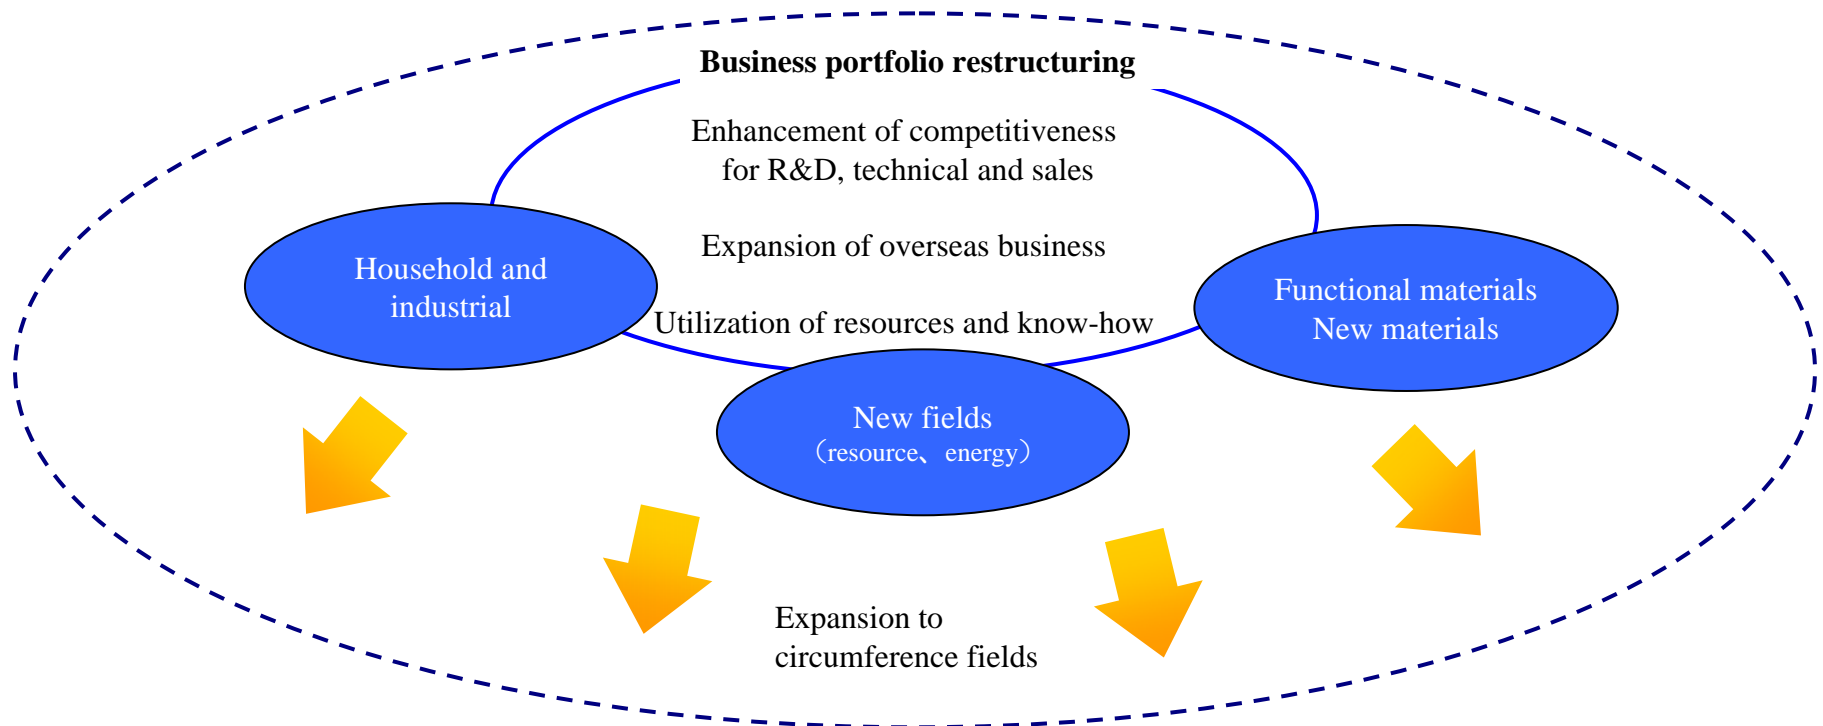 Business portfolio restructuring
Enhancement of competitiveness
for R&D, technical and sales
Expansion of overseas business
Utilization of resources and know-how
Household and
industrial
Functional materials
New materials
New fields
（resource、energy）
Expansion to
circumference fields